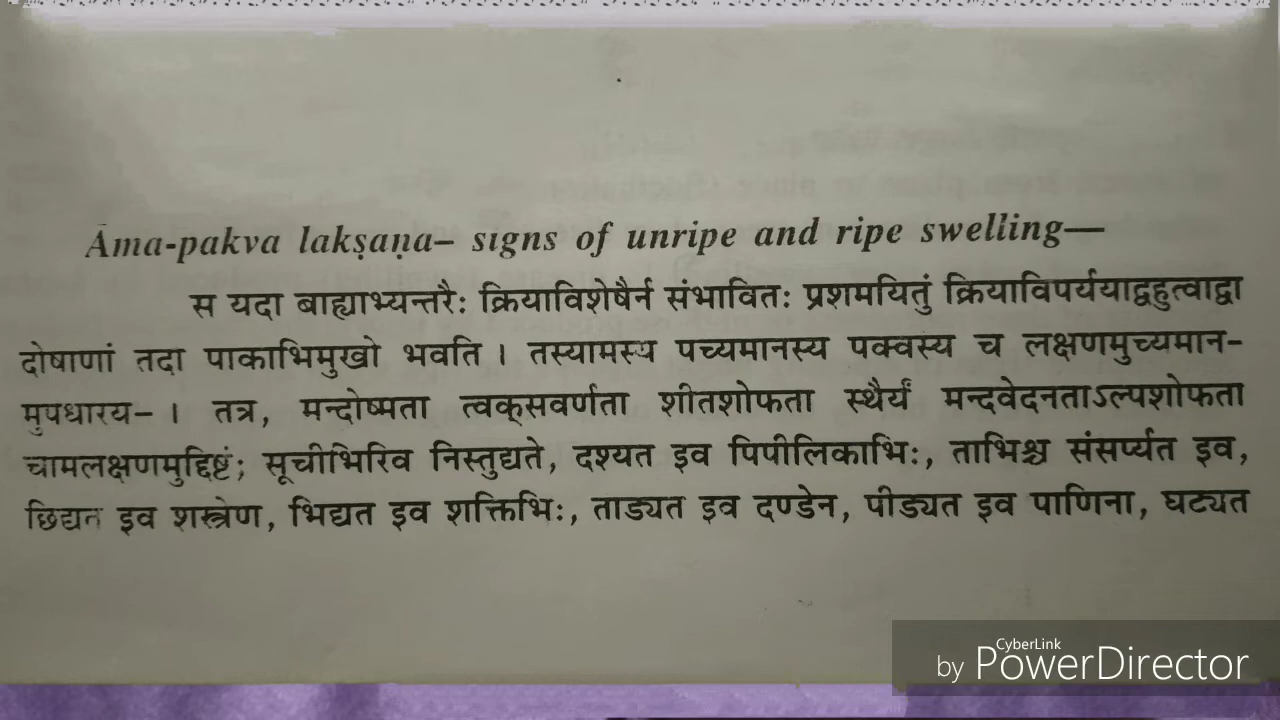 Āma-pakva lakṣaṇa– signs of unripe and ripe swelling—
स यदा बाह्याभ्यन्तरैः क्रियाविशेषैर्न संभावितः प्रशमयितुं क्रियाविपर्ययाद्वहुत्वाद्वा
दोषाणां तदा पाकाभिमुखो भवति । तस्यामस्य पच्यमानस्य पक्वस्य च लक्षणमुच्यमान-
मुपधारय– । तत्र, मन्दोष्मता त्वक्सवर्णता शीतशोफता स्थैर्यं मन्दवेदनताऽल्पशोफता
चामलक्षणमुद्दिष्टं; सूचीभिरिव निस्तुद्यते, दश्यत इव पिपीलिकाभिः, ताभिश्च संसर्प्यत इव,
छिद्यत इव शस्त्रेण, भिद्यत इव शक्तिभिः, ताड्यत इव दण्डेन, पीड्यत इव पाणिना, घट्यत
by CyberLink PowerDirector